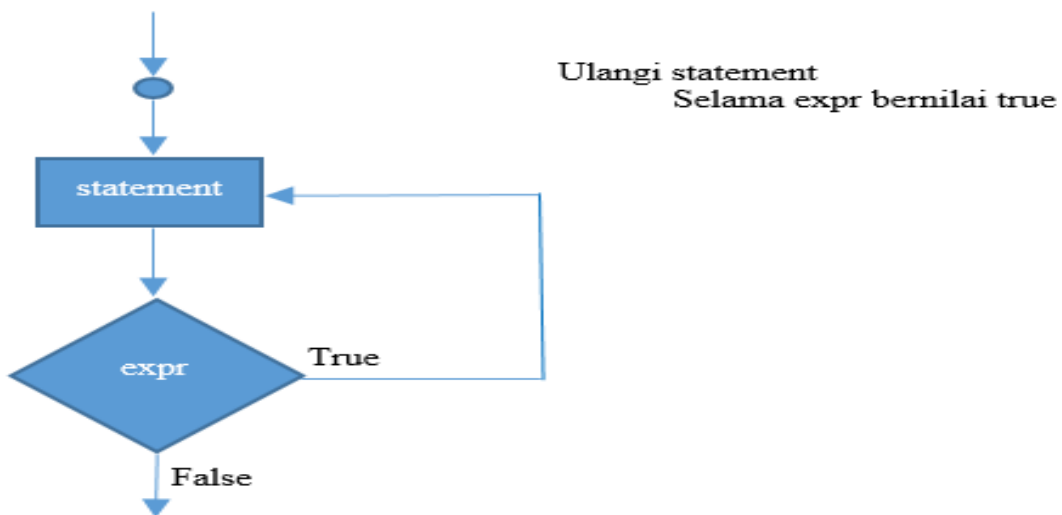 Ulangi statement
Selama expr bernilai true
statement
expr
True
False